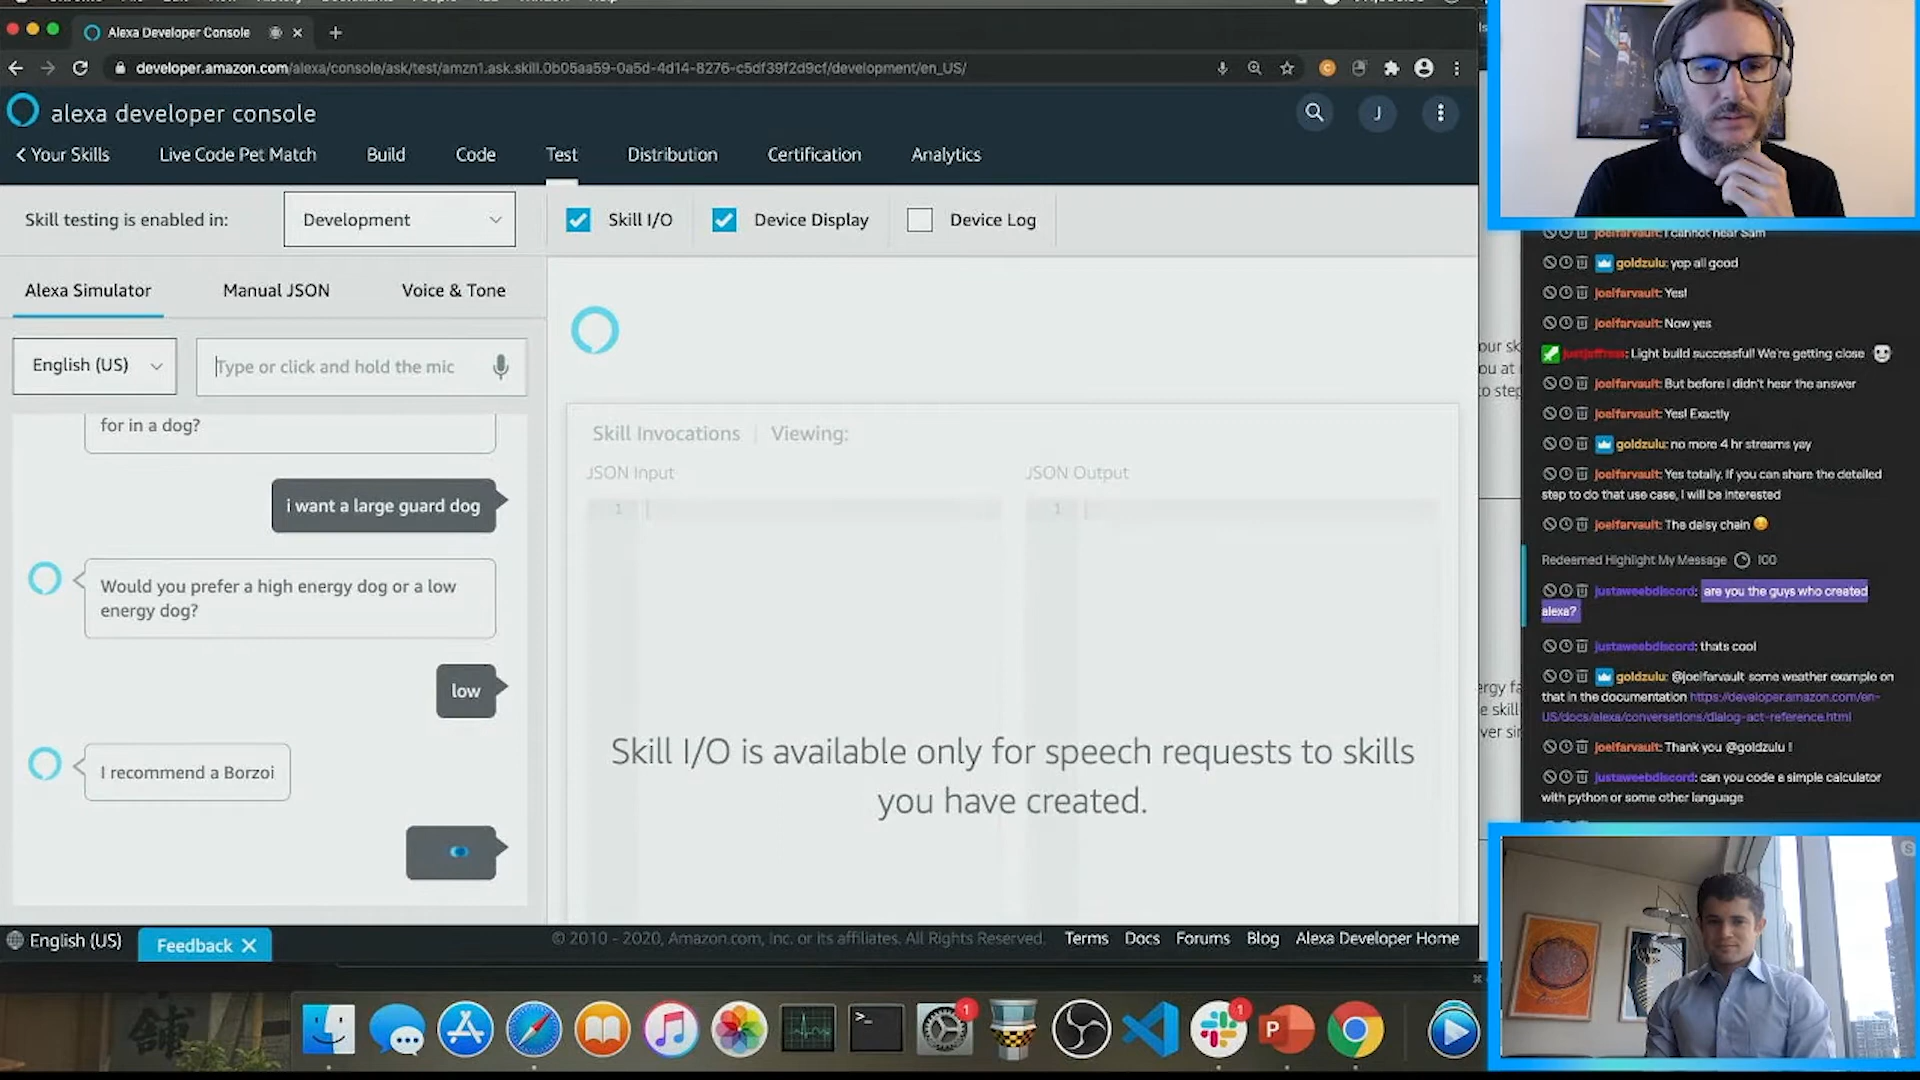 Alexa Developer Console
developer.amazon.com/alexa/console/ask/test/amzn1.ask.skill.0b05aa59-0a5d-4d14-8276-c5df39f2d9cf/development/en_US/
alexa developer console
J
Your Skills
Live Code Pet Match
Build
Code
Test
Distribution
Certification
Analytics
Skill testing is enabled in:
Development
Skill I/O
Device Display
Device Log
Alexa Simulator
Manual JSON
Voice & Tone
English (US)
Type or click and hold the mic
for in a dog?
i want a large guard dog
Would you prefer a high energy dog or a low
energy dog?
low
I recommend a Borzoi
Skill Invocations | Viewing:
JSON Input
JSON Output
1
1
Skill I/O is available only for speech requests to skills
you have created.
English (US)
Feedback
© 2010 - 2020, Amazon.com, Inc. or its affiliates. All Rights Reserved.
Terms
Docs
Forums
Blog
Alexa Developer Home
joelfarvault: I cannot hear Sam
goldzulu: yep all good
joelfarvault: Yes!
joelfarvault: Now yes
Light build successful! We're getting close
joelfarvault: But before I didn't hear the answer
joelfarvault: Yes! Exactly
goldzulu: no more 4 hr streams yay
joelfarvault: Yes totally. If you can share the detailed
step to do that use case, I will be interested
joelfarvault: The daisy chain
Redeemed Highlight My Message 100
justaweebdiscord: are you the guys who created
alexa?
justaweebdiscord: thats cool
goldzulu: @joelfarvault some weather example on
that in the documentation https://developer.amazon.com/en-
US/docs/alexa/conversations/dialog-act-reference.html
joelfarvault: Thank you @goldzulu !
justaweebdiscord: can you code a simple calculator
with python or some other language
1
1